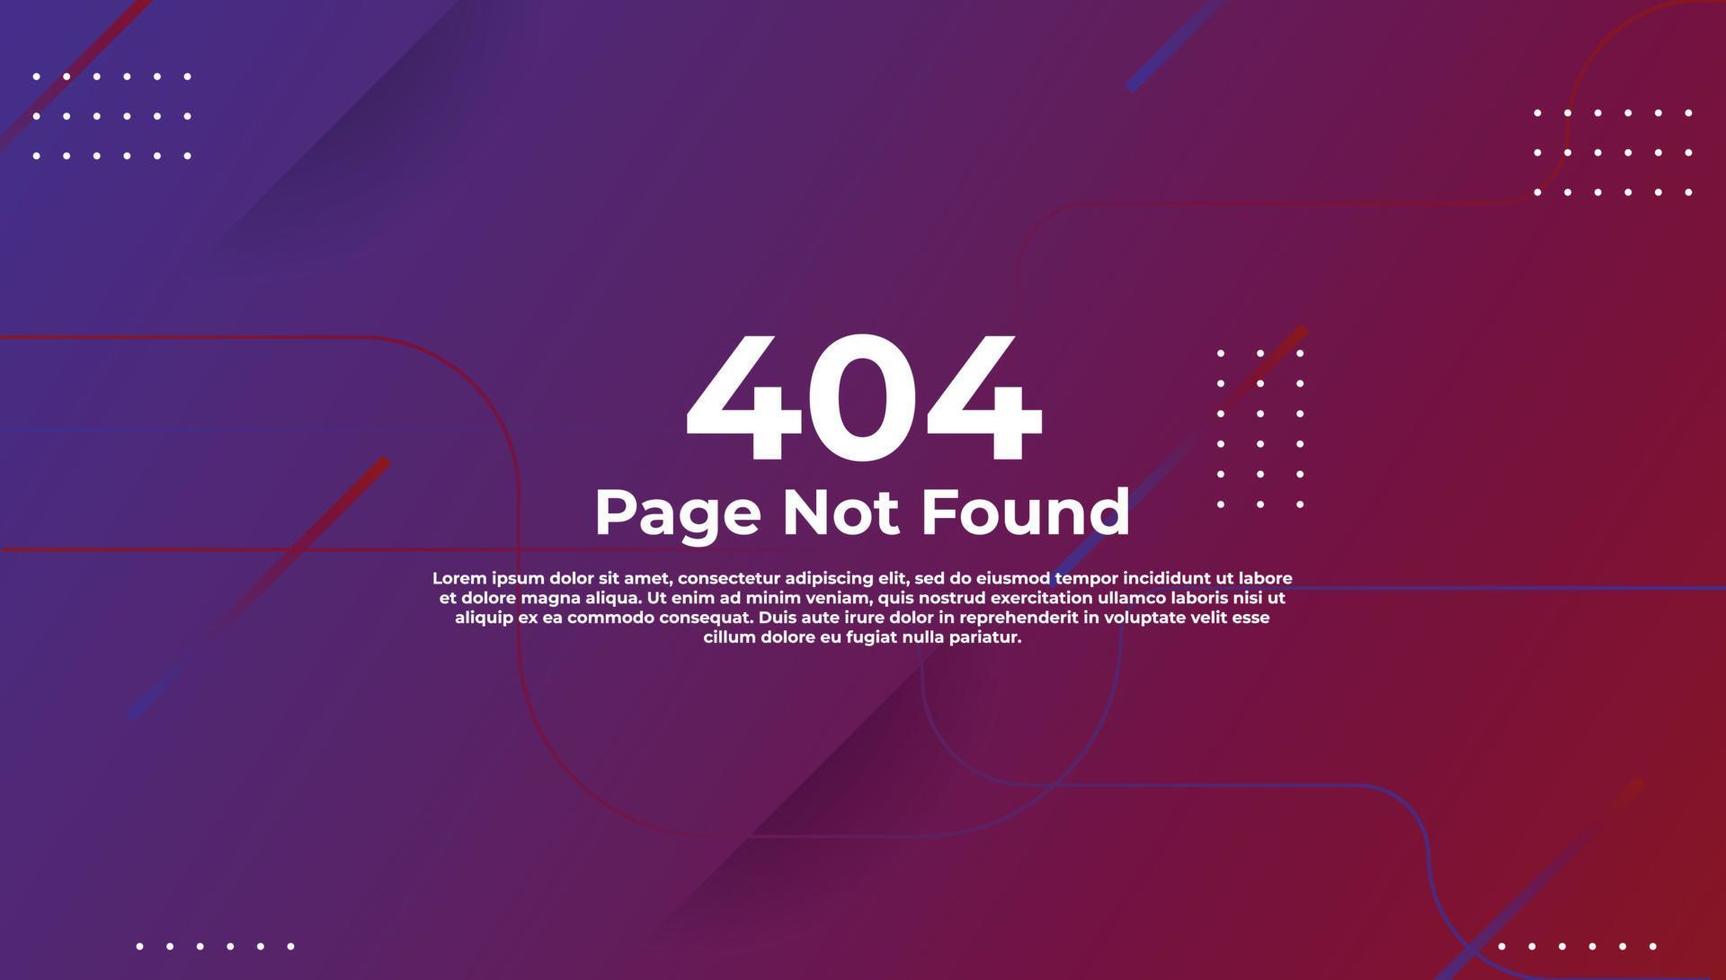 404
Page Not Found
Lorem ipsum dolor sit amet, consectetur adipiscing elit, sed do eiusmod tempor incididunt ut labore
et dolore magna aliqua. Ut enim ad minim veniam, quis nostrud exercitation ullamco laboris nisi ut
aliquip ex ea commodo consequat. Duis aute irure dolor in reprehenderit in voluptate velit esse
cillum dolore eu fugiat nulla pariatur.